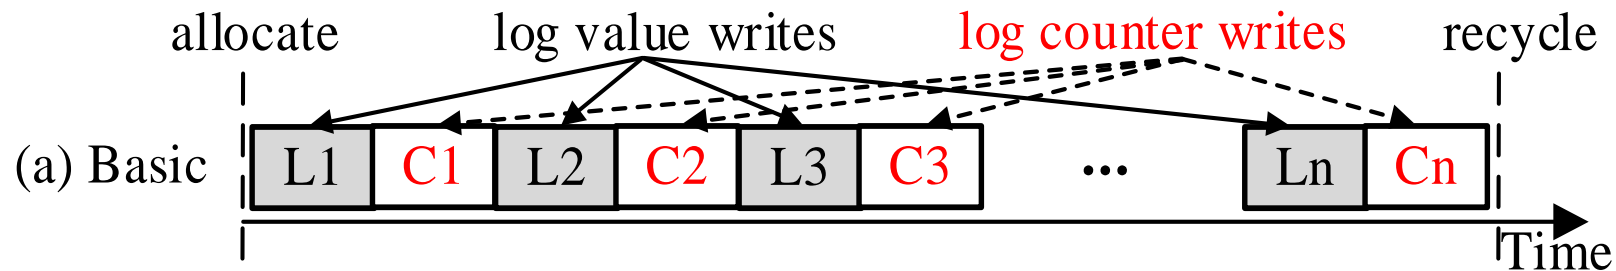 allocate log value writes log counter writes recycle
(a) Basic L1 C1 L2 C2 L3 C3 ... Ln Cn
Time